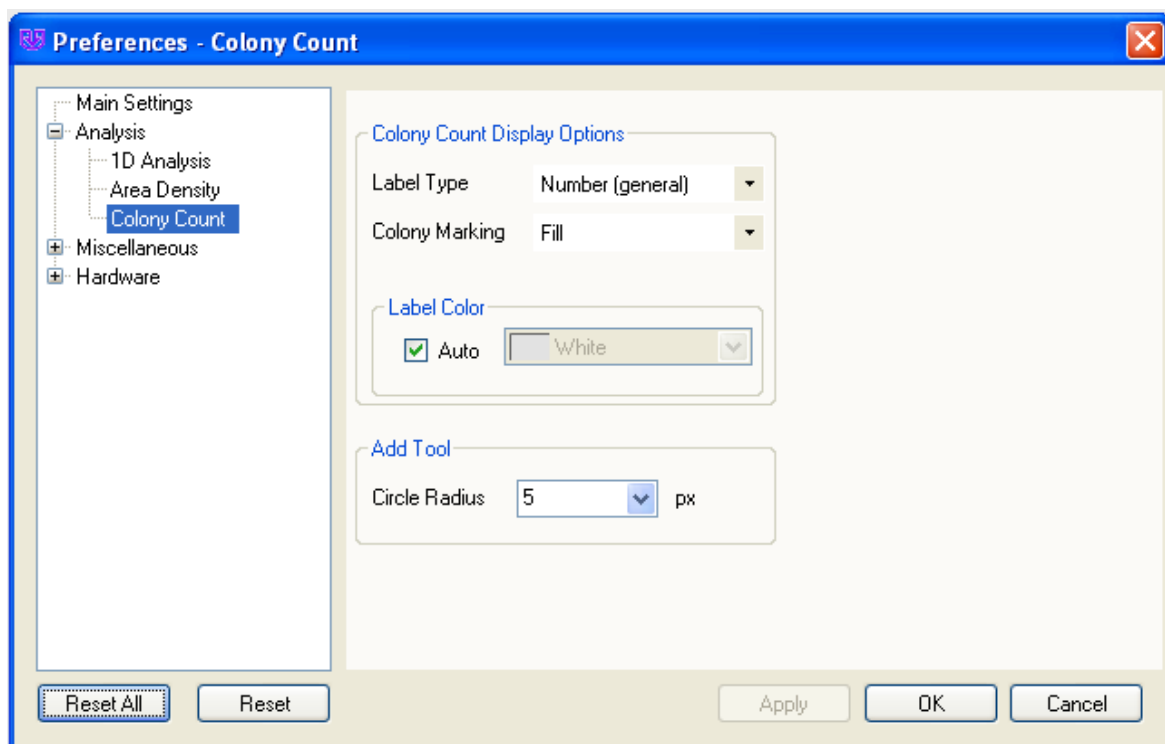 Preferences - Colony Count
Main Settings
Analysis
1D Analysis
Area Density
Colony Count
Miscellaneous
Hardware
Colony Count Display Options
Label Type Number (general)
Colony Marking Fill
Label Color
Auto White
Add Tool
Circle Radius 5 px
Reset All Reset Apply OK Cancel